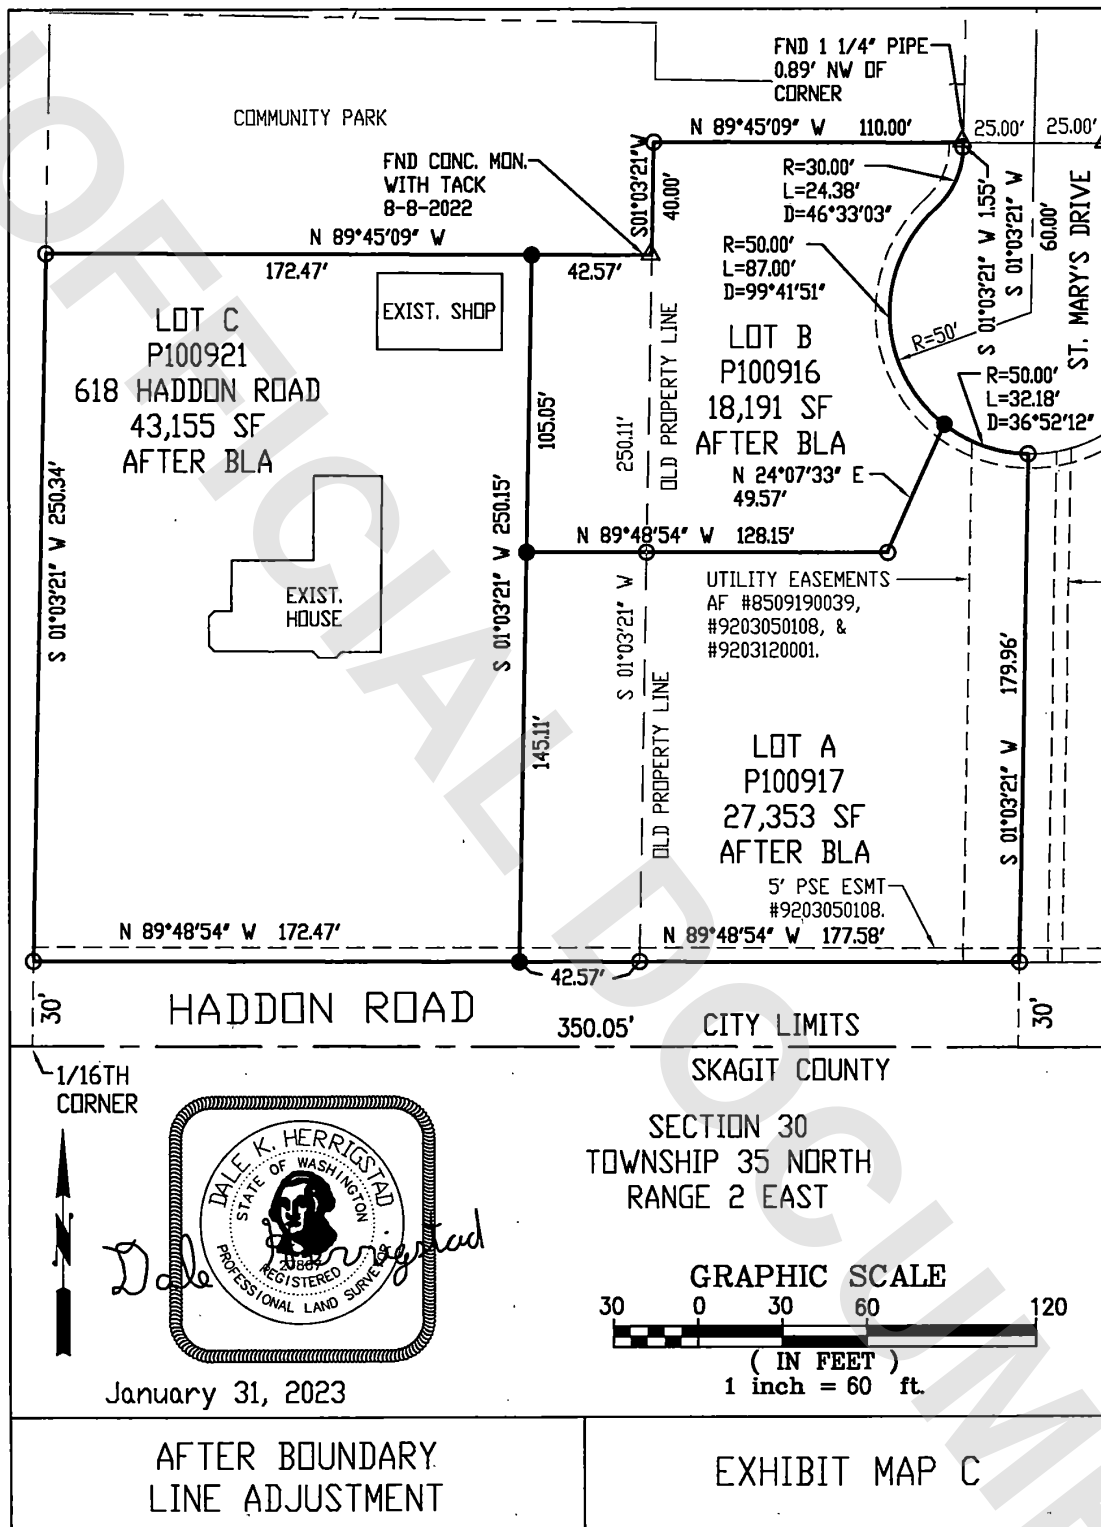 FND 1 1/4" PIPE
0.89' NW OF
CORNER
COMMUNITY PARK
N 89°45'09" W 110.00'
25.00' 25.00'
FND CONC. MON.
WITH TACK
8-8-2022
S01°03'21"W
40.00'
R=30.00'
L=24.38'
D=46°33'03"
S 01°03'21" W 1.55'
S 01°03'21" W
60.00'
ST. MARY'S DRIVE
N 89°45'09" W
172.47'
42.57'
R=50.00'
L=87.00'
D=99°41'51"
EXIST. SHOP
LOT C
P100921
618 HADDON ROAD
43,155 SF
AFTER BLA
OLD PROPERTY LINE
250.11'
LOT B
P100916
18,191 SF
AFTER BLA
R=50'
R=50.00'
L=32.18'
D=36°52'12"
105.05'
N 24°07'33" E
49.57'
S 01°03'21" W 250.34'
S 01°03'21" W 250.15'
N 89°48'54" W 128.15'
EXIST.
HOUSE
UTILITY EASEMENTS
AF #8509190039,
#9203050108, &
#9203120001.
S 01°03'21" W
OLD PROPERTY LINE
145.11'
179.96'
S 01°03'21" W
LOT A
P100917
27,353 SF
AFTER BLA
5' PSE ESMT
#9203050108.
N 89°48'54" W 172.47'
N 89°48'54" W 177.58'
42.57'
30'
HADDON ROAD
350.05'
CITY LIMITS
30'
SKAGIT COUNTY
1/16TH
CORNER
SECTION 30
TOWNSHIP 35 NORTH
RANGE 2 EAST
N
DALE K. HERRIGSTAD
STATE OF WASHINGTON
REGISTERED
PROFESSIONAL LAND SURVEYOR
Dale Herrigstad
January 31, 2023
GRAPHIC SCALE
30 0 30 60 120
( IN FEET )
1 inch = 60 ft.
AFTER BOUNDARY
LINE ADJUSTMENT
EXHIBIT MAP C
UNOFFICIAL DOCUMENT